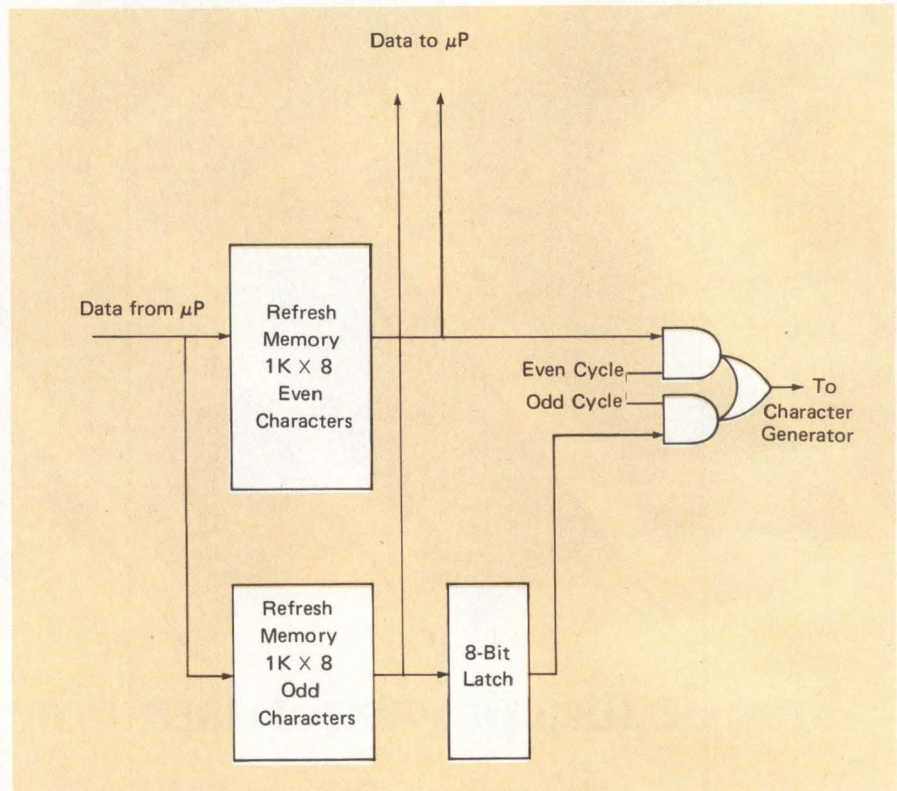 Data to μP
Data from μP
Refresh
Memory
1K X 8
Even
Characters
Even Cycle
Odd Cycle
To
Character
Generator
Refresh
Memory
1K X 8
Odd
Characters
8-Bit
Latch